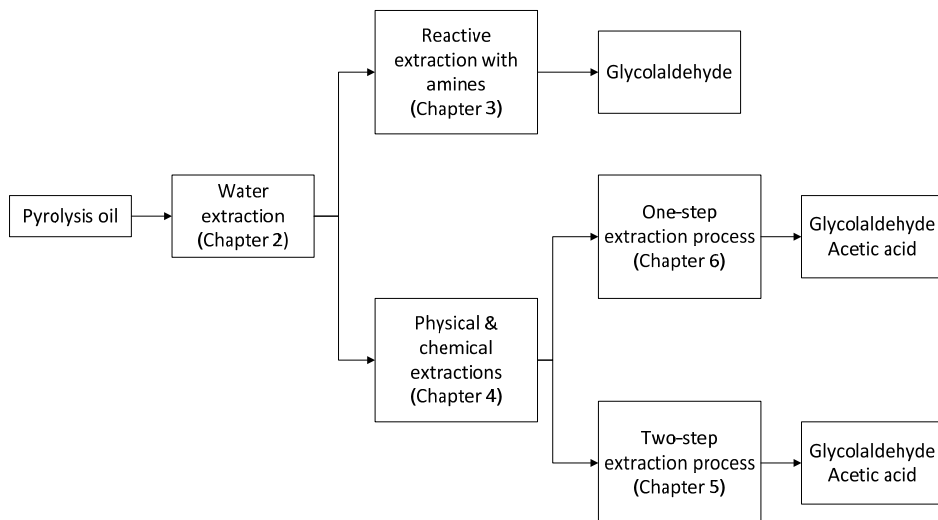 Reactive
extraction with
amines
(Chapter 3)
Glycolaldehyde
Pyrolysis oil
Water
extraction
(Chapter 2)
One-step
extraction process
(Chapter 6)
Glycolaldehyde
Acetic acid
Physical &
chemical
extractions
(Chapter 4)
Two-step
extraction process
(Chapter 5)
Glycolaldehyde
Acetic acid